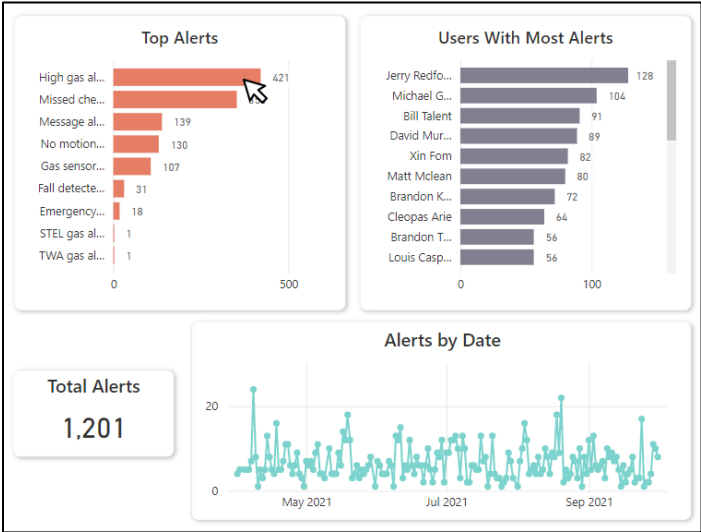 Top Alerts
High gas al... 421
Missed che...
Message al... 139
No motion... 130
Gas sensor... 107
Fall detecte... 31
Emergency... 18
STEL gas al... 1
TWA gas al... 1
0 500
Users With Most Alerts
Jerry Redfo... 128
Michael G... 104
Bill Talent 91
David Mur... 89
Xin Fom 82
Matt Mclean 80
Brandon K... 72
Cleopas Arie 64
Brandon T... 56
Louis Casp... 56
0 100
Total Alerts
1,201
Alerts by Date
20
0
May 2021 Jul 2021 Sep 2021